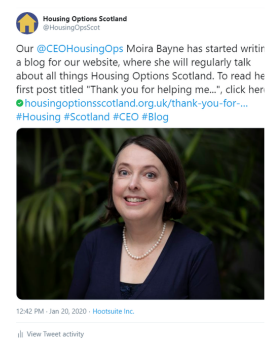 Housing Options Scotland
@HousingOpsScot
Our @CEOHousingOps Moira Bayne has started writin
a blog for our website, where she will regularly talk
about all things Housing Options Scotland. To read he
first post titled "Thank you for helping me...", click her
housingoptionsscotland.org.uk/thank-you-for-...
#Housing #Scotland #CEO #Blog
12:42 PM · Jan 20, 2020 · Hootsuite Inc.
View Tweet activity